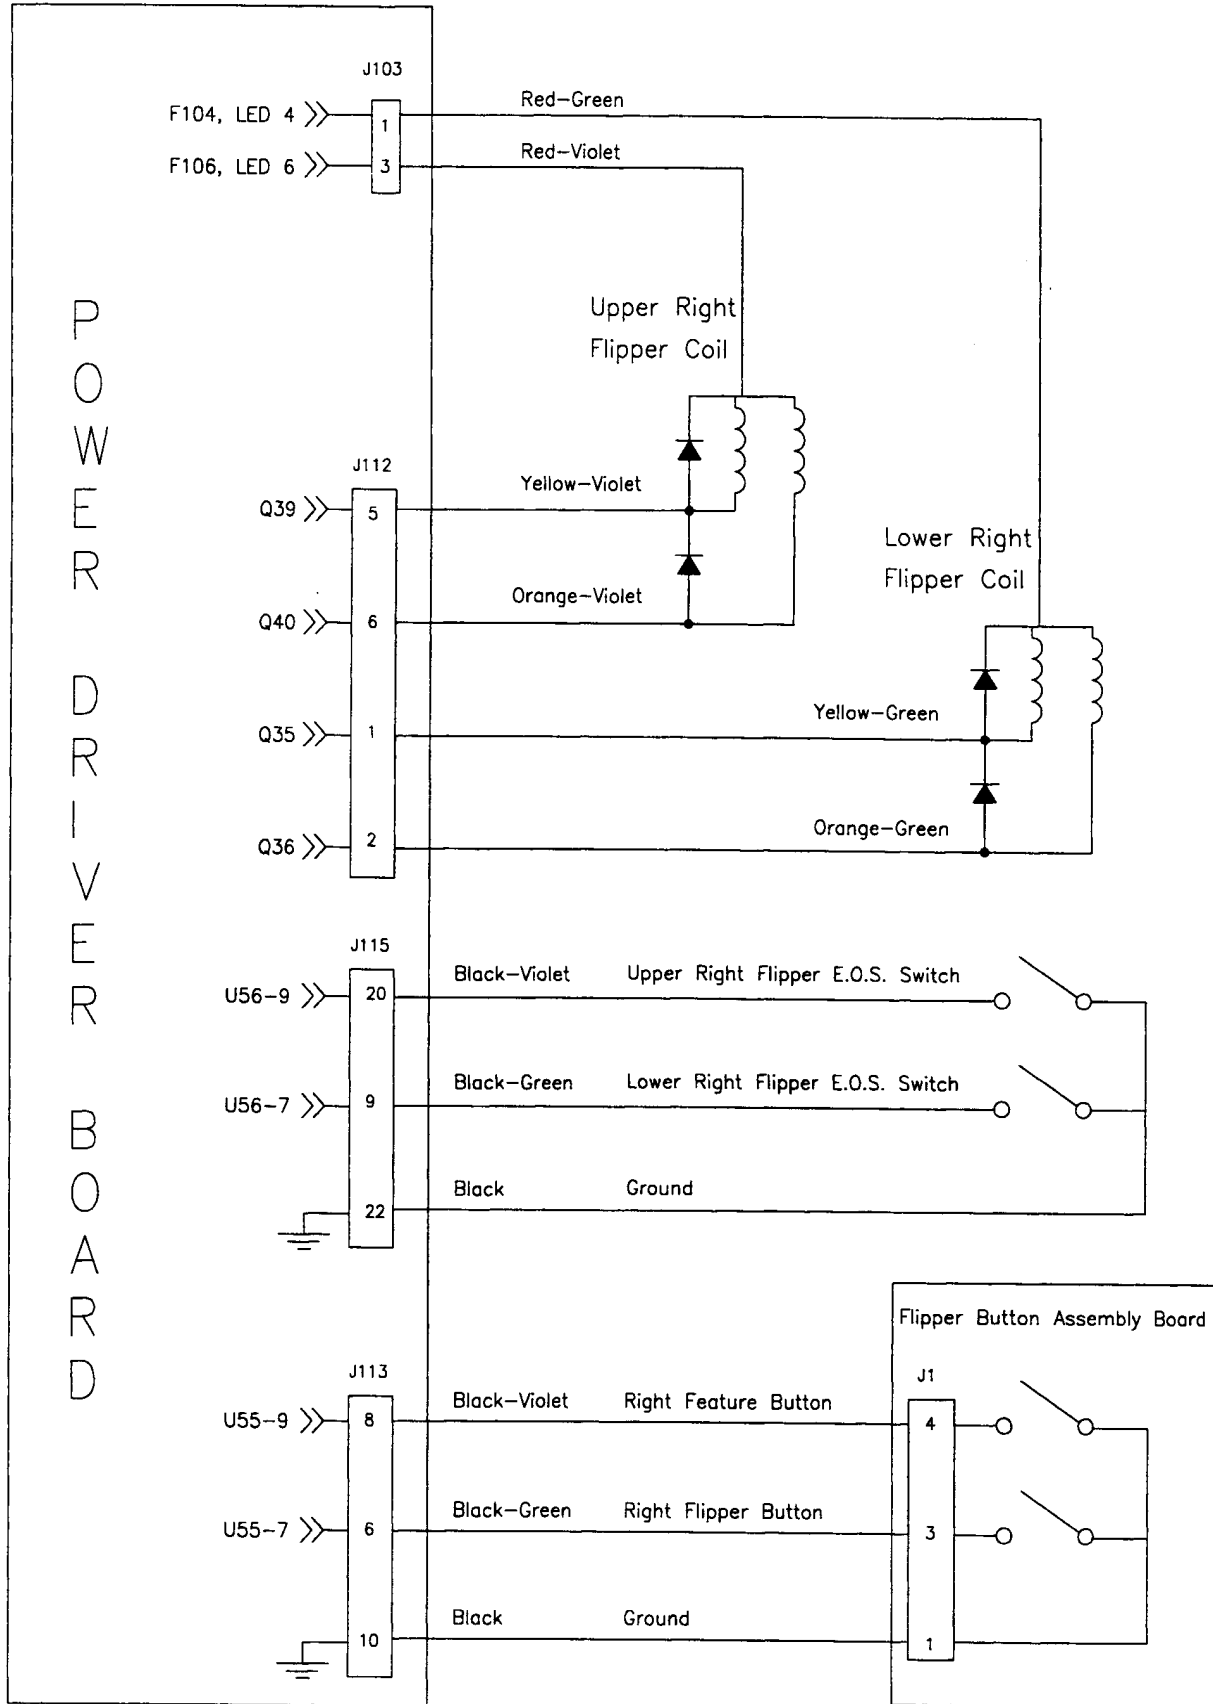 POWER DRIVER BOARD
J103
F104, LED 4
1
Red-Green
F106, LED 6
3
Red-Violet
Upper Right
Flipper Coil
J112
Q39
5
Yellow-Violet
Q40
6
Orange-Violet
Lower Right
Flipper Coil
Q35
1
Yellow-Green
Q36
2
Orange-Green
J115
U56-9
20
Black-Violet
Upper Right Flipper E.O.S. Switch
U56-7
9
Black-Green
Lower Right Flipper E.O.S. Switch
22
Black
Ground
Flipper Button Assembly Board
J113
J1
U55-9
8
Black-Violet
Right Feature Button
4
U55-7
6
Black-Green
Right Flipper Button
3
10
Black
Ground
1